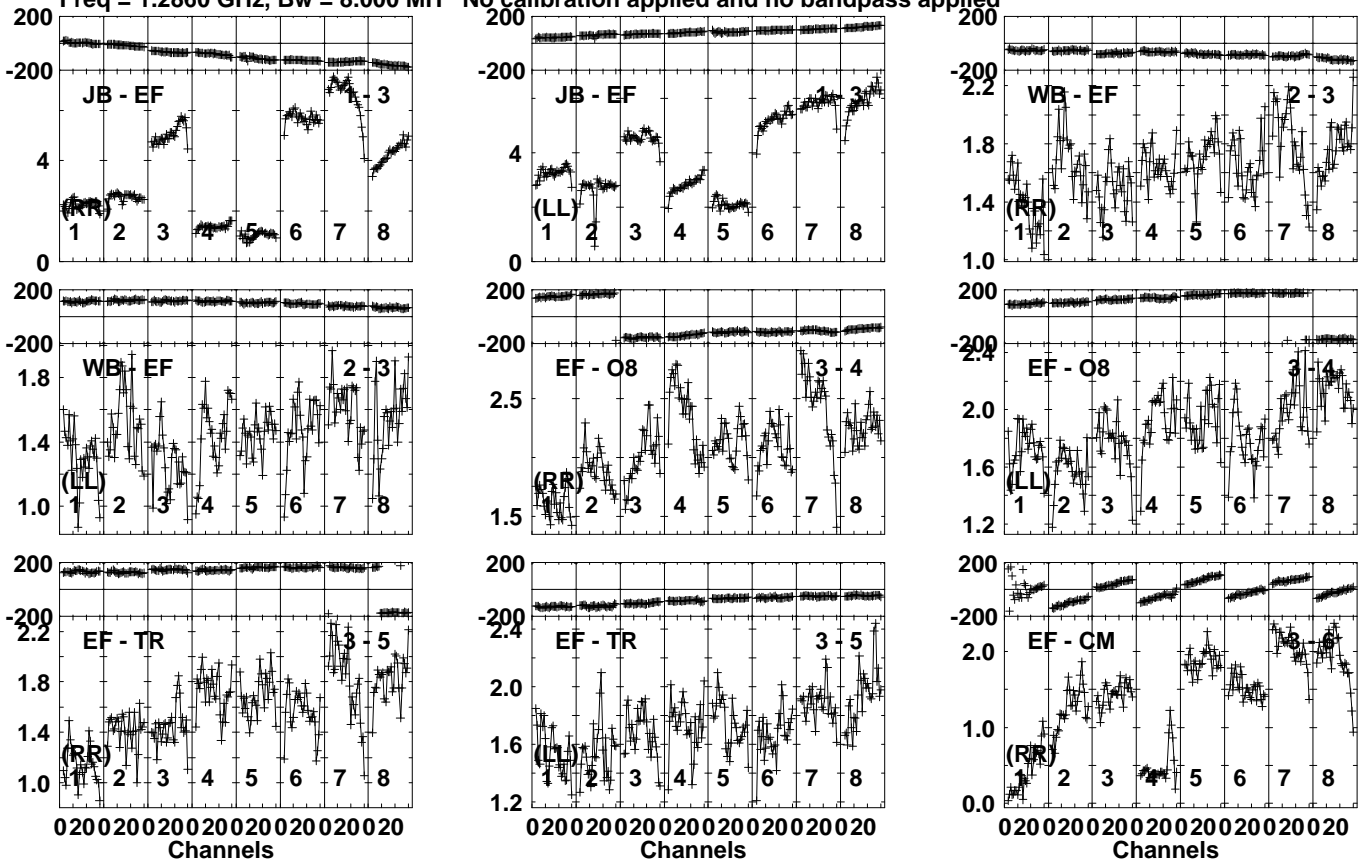 Freq = 1.2860 GHz, Bw = 8.000 MH No calibration applied and no bandpass applied
200 200 200
-200 -200 -200
JB - EF 1 - 3 JB - EF 1 - 3 WB - EF 2 - 3
2.2
1.8
4 4 1.4
(RR) (LL) (RR)
1 2 3 4 5 6 7 8 1 2 3 4 5 6 7 8 1 2 3 4 5 6 7 8
0 0 1.0
200 200 200
-200 -200 -200
WB - EF 2 - 3 EF - O8 3 - 4 EF - O8 3 - 4
1.8 2.5 2.4
1.4 2.0
1.6
(LL) (RR) (LL)
1 2 3 4 5 6 7 8 1 2 3 4 5 6 7 8 1 2 3 4 5 6 7 8
1.0 1.5 1.2
200 200 200
-200 -200 -200
EF - TR 3 - 5 EF - TR 3 - 5 EF - CM 3 - 6
2.2 2.4 2.0
1.8 2.0
1.4 1.6 1.0
(RR) (LL) (RR)
1 2 3 4 5 6 7 8 1 2 3 4 5 6 7 8 1 2 3 4 5 6 7 8
1.0 1.2 0.0
020020020020020020020020 020020020020020020020020 020020020020020020020020
Channels Channels Channels